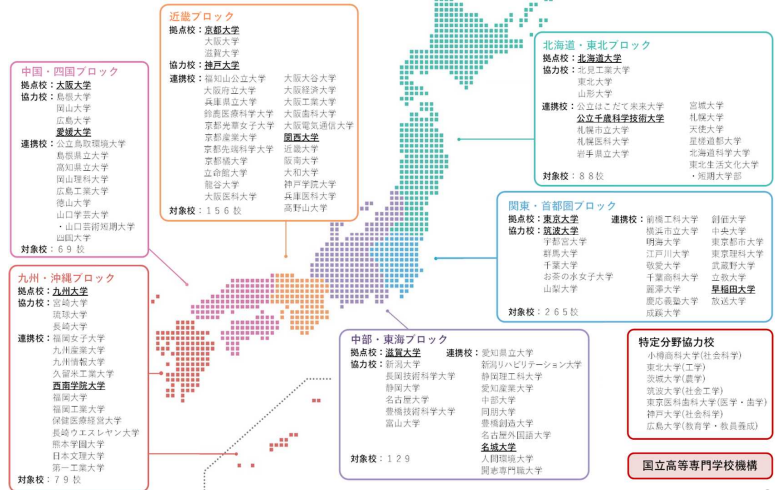 近畿ブロック
拠点校：京都大学
大阪大学
滋賀大学
協力校：神戸大学
連携校：福知山公立大学
大阪府立大学
兵庫県立大学
鈴鹿医療科学大学
京都光華女子大学
京都産業大学
京都先端科学大学
京都橘大学
立命館大学
龍谷大学
大阪医科大学
大阪大谷大学
大阪経済大学
大阪工業大学
大阪歯科大学
大阪電気通信大学
関西大学
近畿大学
阪南大学
大和大学
神戸学院大学
兵庫医科大学
高野山大学
対象校：156校
北海道・東北ブロック
拠点校：北海道大学
協力校：北見工業大学
東北大学
山形大学
連携校：公立はこだて未来大学
公立千歳科学技術大学
札幌市立大学
札幌医科大学
岩手県立大学
宮城大学
札幌大学
天使大学
星槎道都大学
北海道科学大学
東北生活文化大学
・短期大学部
対象校：88校
中国・四国ブロック
拠点校：大阪大学
協力校：島根大学
岡山大学
広島大学
愛媛大学
連携校：公立鳥取環境大学
島根県立大学
高知県立大学
岡山理科大学
広島工業大学
徳山大学
山口学芸大学
・山口芸術短期大学
四国大学
対象校：69校
関東・首都圏ブロック
拠点校：東京大学
協力校：筑波大学
宇都宮大学
群馬大学
千葉大学
お茶の水女子大学
山梨大学
連携校：前橋工科大学
横浜市立大学
明海大学
江戸川大学
敬愛大学
千葉商科大学
麗澤大学
慶応義塾大学
成蹊大学
創価大学
中央大学
東京都市大学
東京理科大学
武蔵野大学
立教大学
早稲田大学
放送大学
対象校：265校
九州・沖縄ブロック
拠点校：九州大学
協力校：宮崎大学
琉球大学
長崎大学
連携校：福岡女子大学
九州産業大学
九州情報大学
久留米工業大学
西南学院大学
福岡大学
福岡工業大学
保健医療経営大学
長崎ウエスレヤン大学
熊本学園大学
日本文理大学
第一工業大学
対象校：79校
中部・東海ブロック
拠点校：滋賀大学
協力校：新潟大学
長岡技術科学大学
静岡大学
名古屋大学
豊橋技術科学大学
富山大学
連携校：愛知県立大学
新潟リハビリテーション大学
静岡理工科大学
愛知産業大学
中部大学
同朋大学
豊橋創造大学
名古屋外国語大学
名城大学
人間環境大学
開志専門職大学
対象校：129
特定分野協力校
小樽商科大学(社会科学)
東北大学(工学)
茨城大学(農学)
筑波大学(社会工学)
東京医科歯科大学(医学・歯学)
神戸大学(社会科学)
広島大学(教育学・教員養成)
国立高等専門学校機構